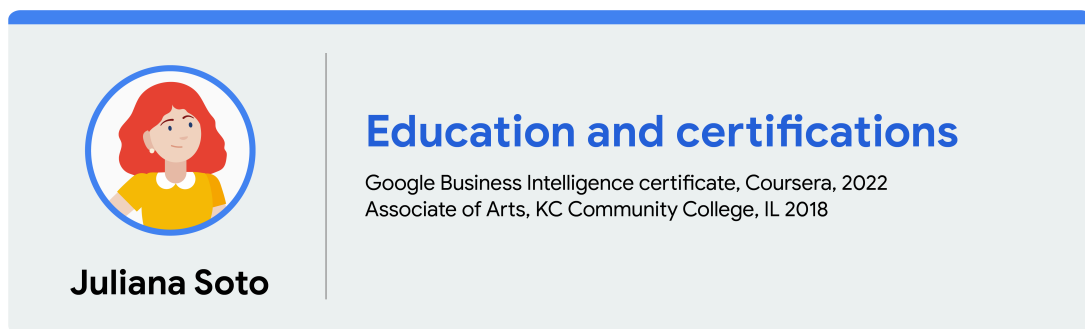 Juliana Soto
Education and certifications
Google Business Intelligence certificate, Coursera, 2022
Associate of Arts, KC Community College, IL 2018